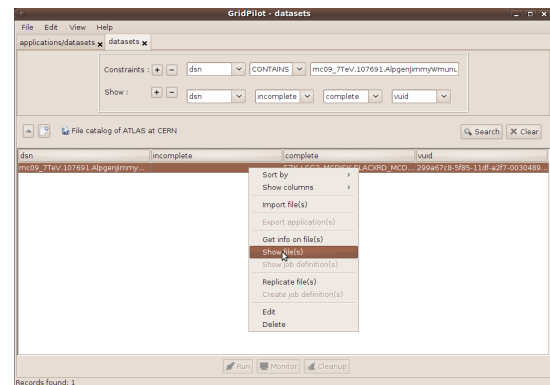 GridPilot - datasets
File Edit View Help
applications/datasets datasets
Constraints : dsn CONTAINS mc09_7TeV.107691.AlpgenJimmyWmunu
Show : dsn incomplete complete vuid
File catalog of ATLAS at CERN Search Clear
dsn incomplete complete vuid
mc09_7TeV.107691.AlpgenJimmy... 299a67c8-5f85-11df-a2f7-0030489...
Sort by
Show columns
Import file(s)
Export application(s)
Get info on file(s)
Show file(s)
Show job definition(s)
Replicate file(s)
Create job definition(s)
Edit
Delete
Run Monitor Cleanup
Records found: 1